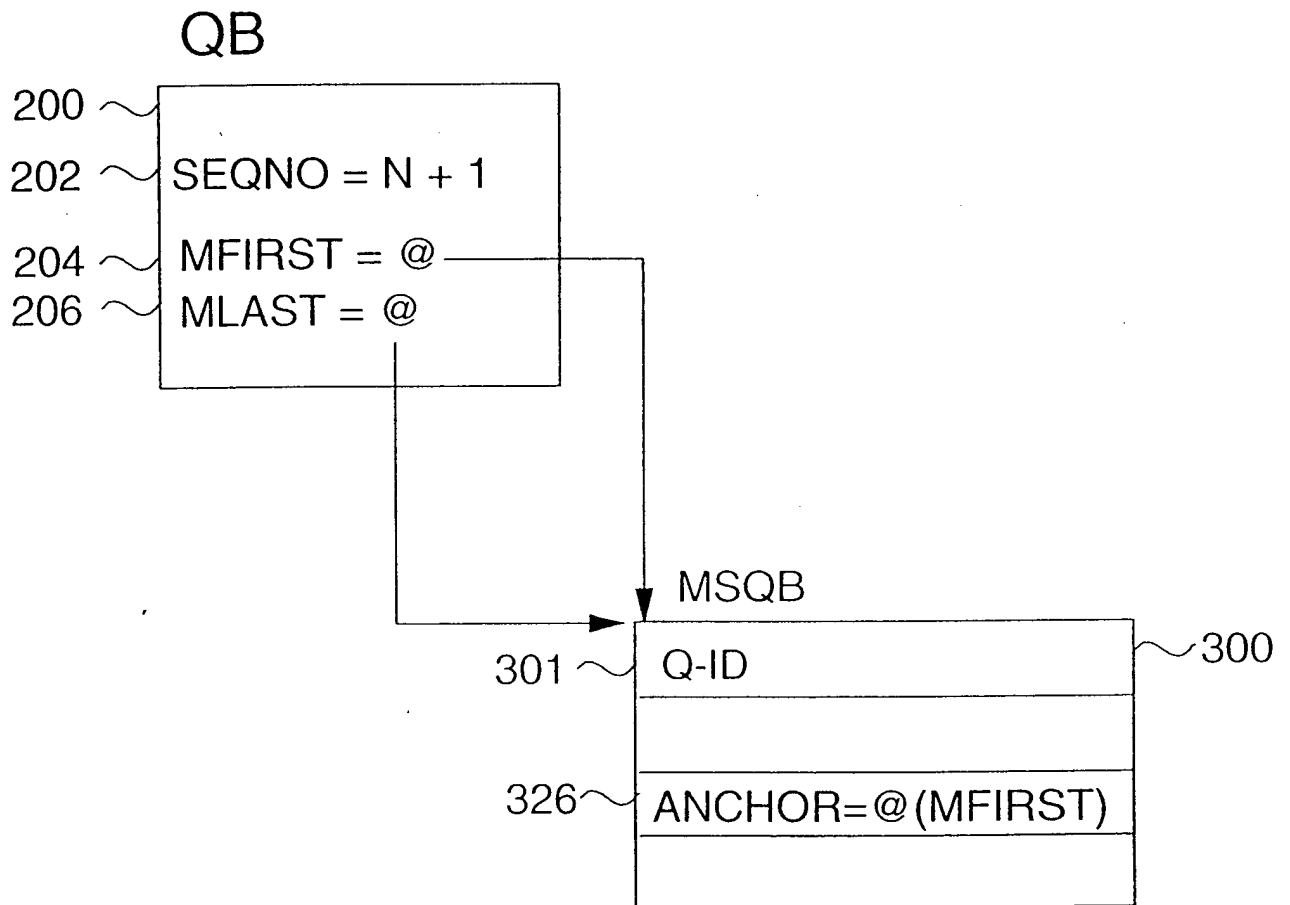 QB
200
202 SEQNO = N + 1
204 MFIRST = @
206 MLAST = @
MSQB
301 Q-ID 300
326 ANCHOR=@(MFIRST)